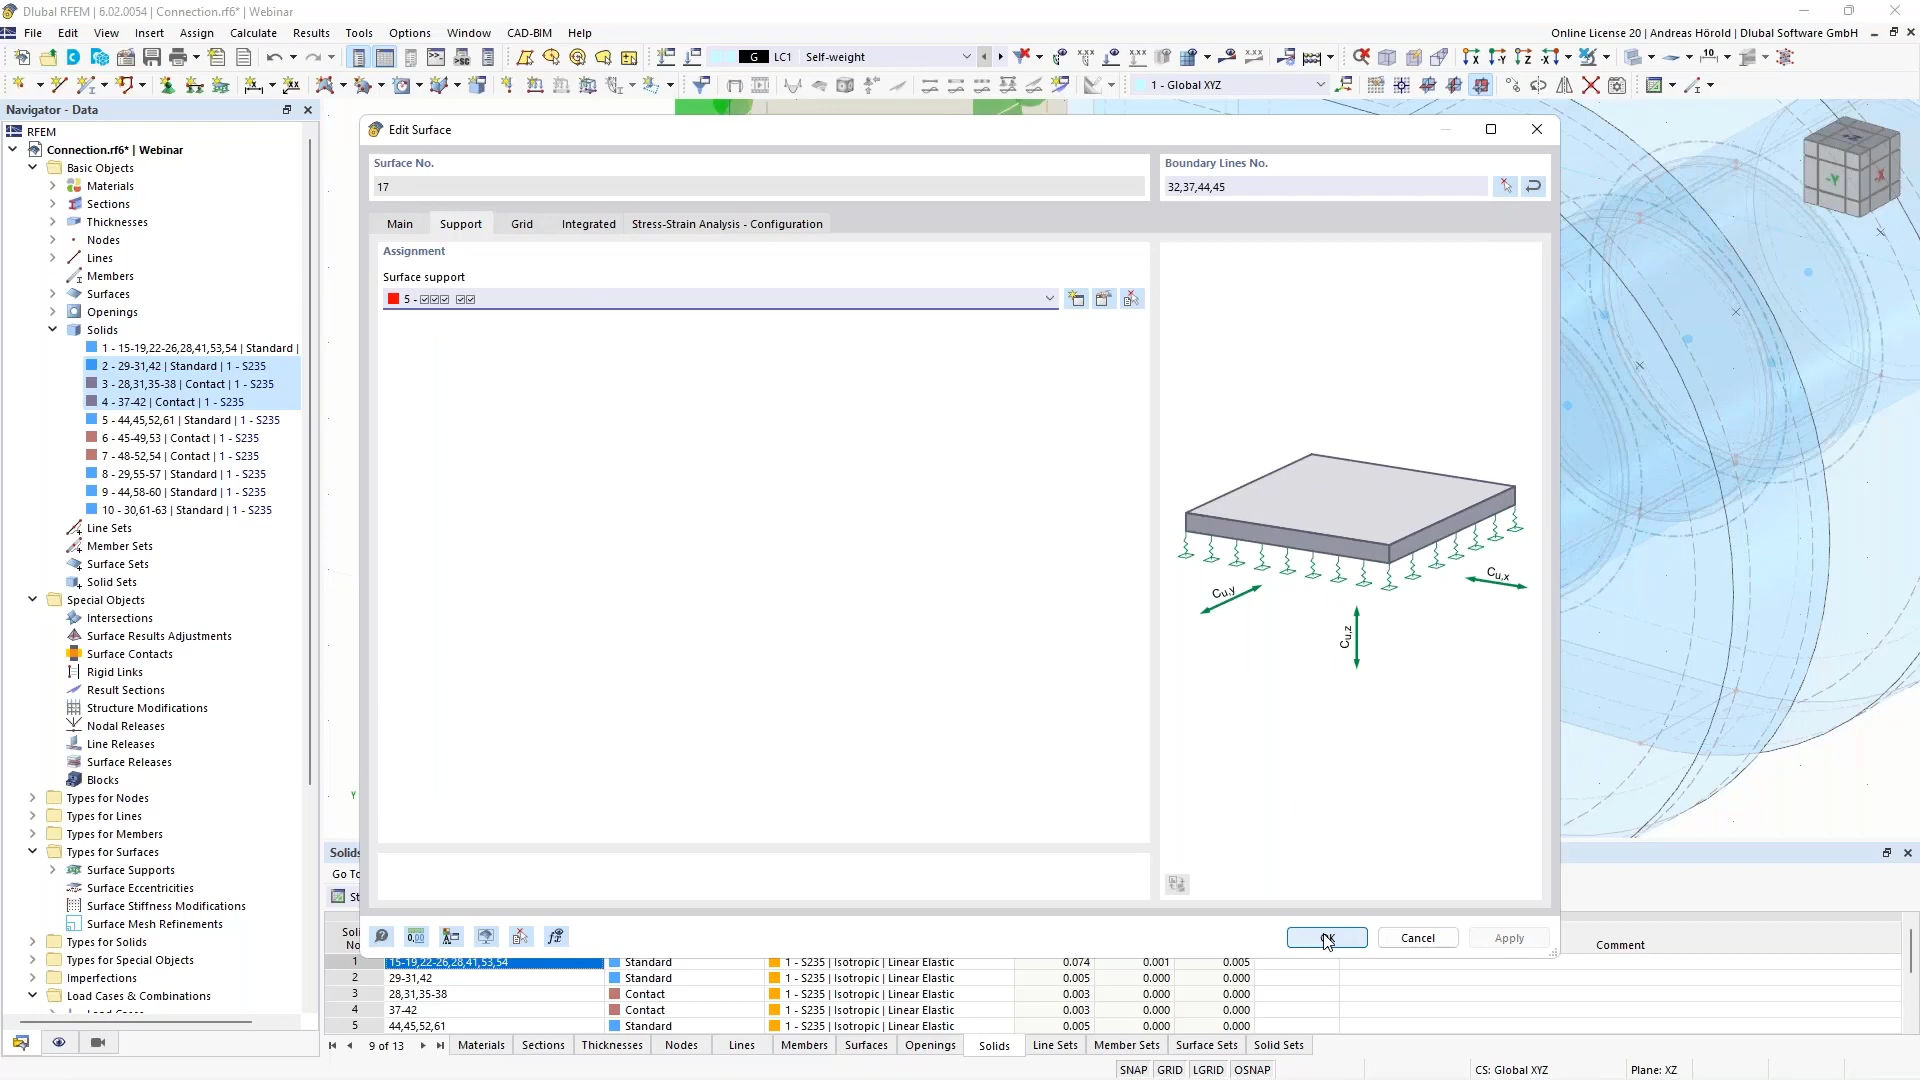 Dlubal RFEM | 6.02.0054 | Connection.rf6* | Webinar
File Edit View Insert Assign Calculate Results Tools Options Window CAD-BIM Help
Online License 20 | Andreas Hörold | Dlubal Software GmbH
G LC1 Self-weight
1 - Global XYZ
Navigator - Data
RFEM
Connection.rf6* | Webinar
Basic Objects
Materials
Sections
Thicknesses
Nodes
Lines
Members
Surfaces
Openings
Solids
1 - 15-19,22-26,28,41,53,54 | Standard |
2 - 29-31,42 | Standard | 1 - S235
3 - 28,31,35-38 | Contact | 1 - S235
4 - 37-42 | Contact | 1 - S235
5 - 44,45,52,61 | Standard | 1 - S235
6 - 45-49,53 | Contact | 1 - S235
7 - 48-52,54 | Contact | 1 - S235
8 - 29,55-57 | Standard | 1 - S235
9 - 44,58-60 | Standard | 1 - S235
10 - 30,61-63 | Standard | 1 - S235
Line Sets
Member Sets
Surface Sets
Solid Sets
Special Objects
Intersections
Surface Results Adjustments
Surface Contacts
Rigid Links
Result Sections
Structure Modifications
Nodal Releases
Line Releases
Surface Releases
Blocks
Types for Nodes
Types for Lines
Types for Members
Types for Surfaces
Surface Supports
Surface Eccentricities
Surface Stiffness Modifications
Surface Mesh Refinements
Types for Solids
Types for Special Objects
Imperfections
Load Cases & Combinations
Edit Surface
Surface No.
17
Boundary Lines No.
32,37,44,45
Main Support Grid Integrated Stress-Strain Analysis - Configuration
Assignment
Surface support
5 - ☑☑☑ ☑☑
Cu,y
Cu,x
Cu,z
OK Cancel Apply
-Y
-X
Y
Solids
Go To
Comment
1 15-19,22-26,28,41,53,54 Standard 1 - S235 | Isotropic | Linear Elastic 0.074 0.001 0.005
2 29-31,42 Standard 1 - S235 | Isotropic | Linear Elastic 0.005 0.000 0.000
3 28,31,35-38 Contact 1 - S235 | Isotropic | Linear Elastic 0.003 0.000 0.000
4 37-42 Contact 1 - S235 | Isotropic | Linear Elastic 0.003 0.000 0.000
5 44,45,52,61 Standard 1 - S235 | Isotropic | Linear Elastic 0.005 0.000 0.000
9 of 13 Materials Sections Thicknesses Nodes Lines Members Surfaces Openings Solids Line Sets Member Sets Surface Sets Solid Sets
SNAP GRID LGRID OSNAP CS: Global XYZ Plane: XZ